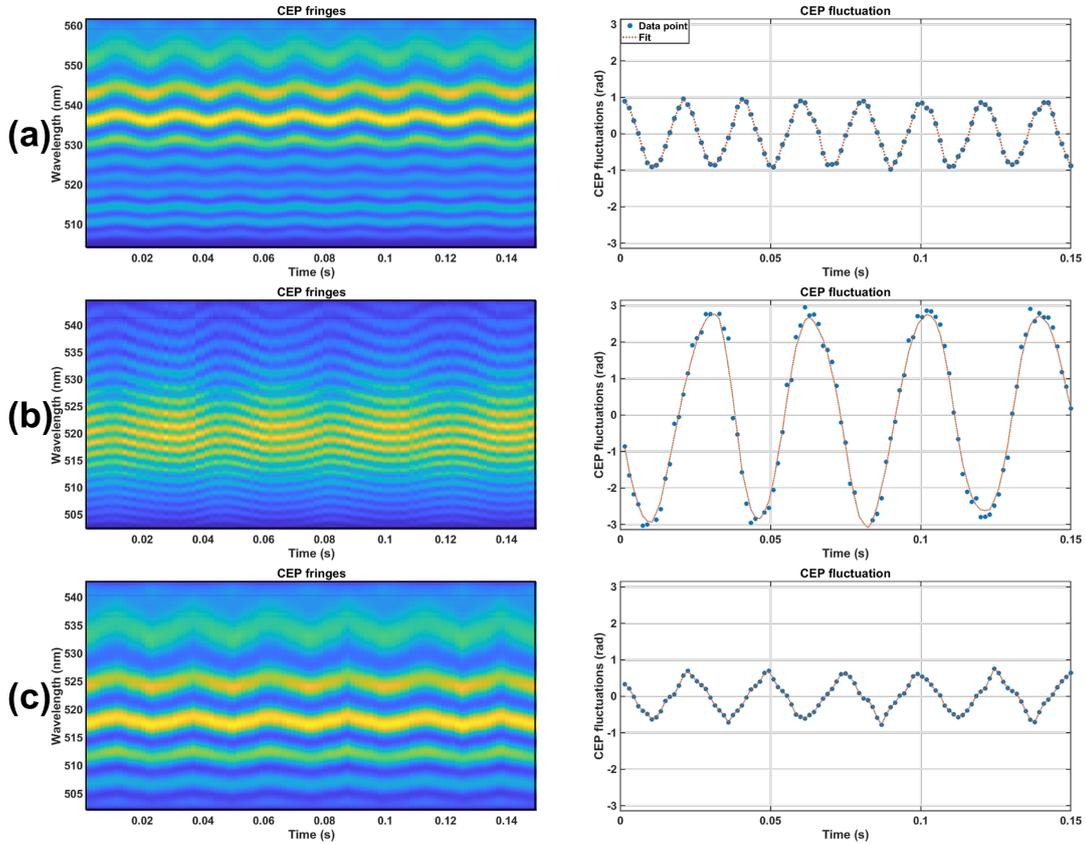 CEP fringes
CEP fluctuation
(a)
Wavelength (nm)
560
550
540
530
520
510
0.02 0.04 0.06 0.08 0.1 0.12 0.14
Time (s)
CEP fluctuations (rad)
3
2
1
0
-1
-2
-3
Data point
Fit
0 0.05 0.1 0.15
Time (s)
CEP fringes
CEP fluctuation
(b)
Wavelength (nm)
540
535
530
525
520
515
510
505
0.02 0.04 0.06 0.08 0.1 0.12 0.14
Time (s)
CEP fluctuations (rad)
3
2
1
0
-1
-2
-3
0 0.05 0.1 0.15
Time (s)
CEP fringes
CEP fluctuation
(c)
Wavelength (nm)
540
535
530
525
520
515
510
505
0.02 0.04 0.06 0.08 0.1 0.12 0.14
Time (s)
CEP fluctuations (rad)
3
2
1
0
-1
-2
-3
0 0.05 0.1 0.15
Time (s)